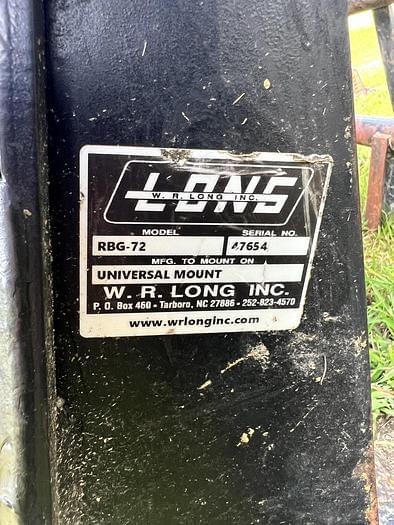 LONG
W. R. LONG INC.
MODEL SERIAL NO.
RBG-72 47654
MFG. TO MOUNT ON
UNIVERSAL MOUNT
W. R. LONG INC.
P. O. Box 460 - Tarboro, NC 27886 - 252-823-4570
www.wrlonginc.com